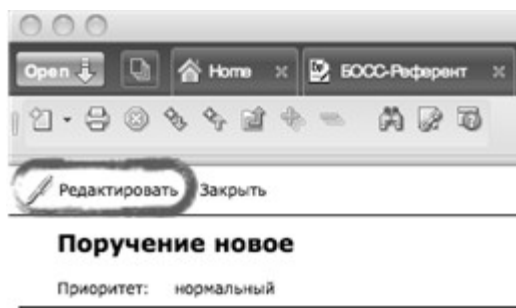 Open Home БОСС-Референт
Редактировать Закрыть
Поручение новое
Приоритет: нормальный